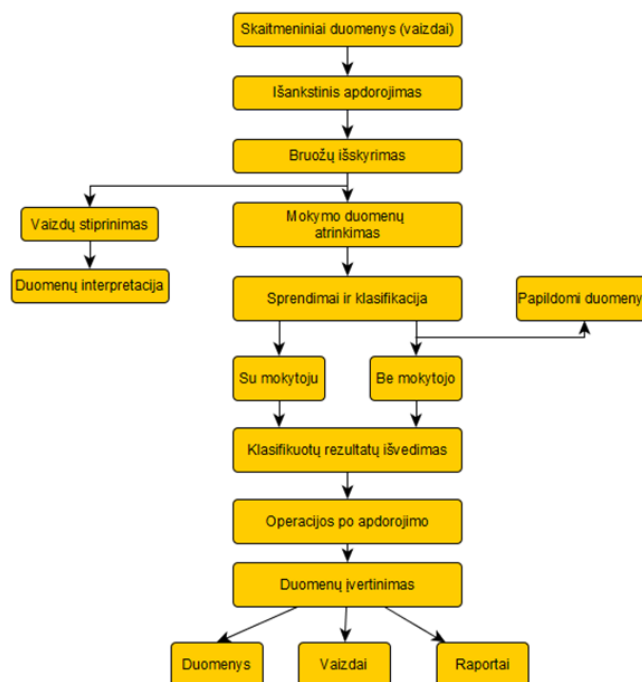 Skaitmeniniai duomenys (vaizdai)
Išankstinis apdorojimas
Bruožų išskyrimas
Vaizdų stiprinimas
Mokymo duomenų
atrinkimas
Duomenų interpretacija
Sprendimai ir klasifikacija
Papildomi duomeny
Su mokytoju
Be mokytojo
Klasifikuotų rezultatų išvedimas
Operacijos po apdorojimo
Duomenų įvertinimas
Duomenys
Vaizdai
Raportai